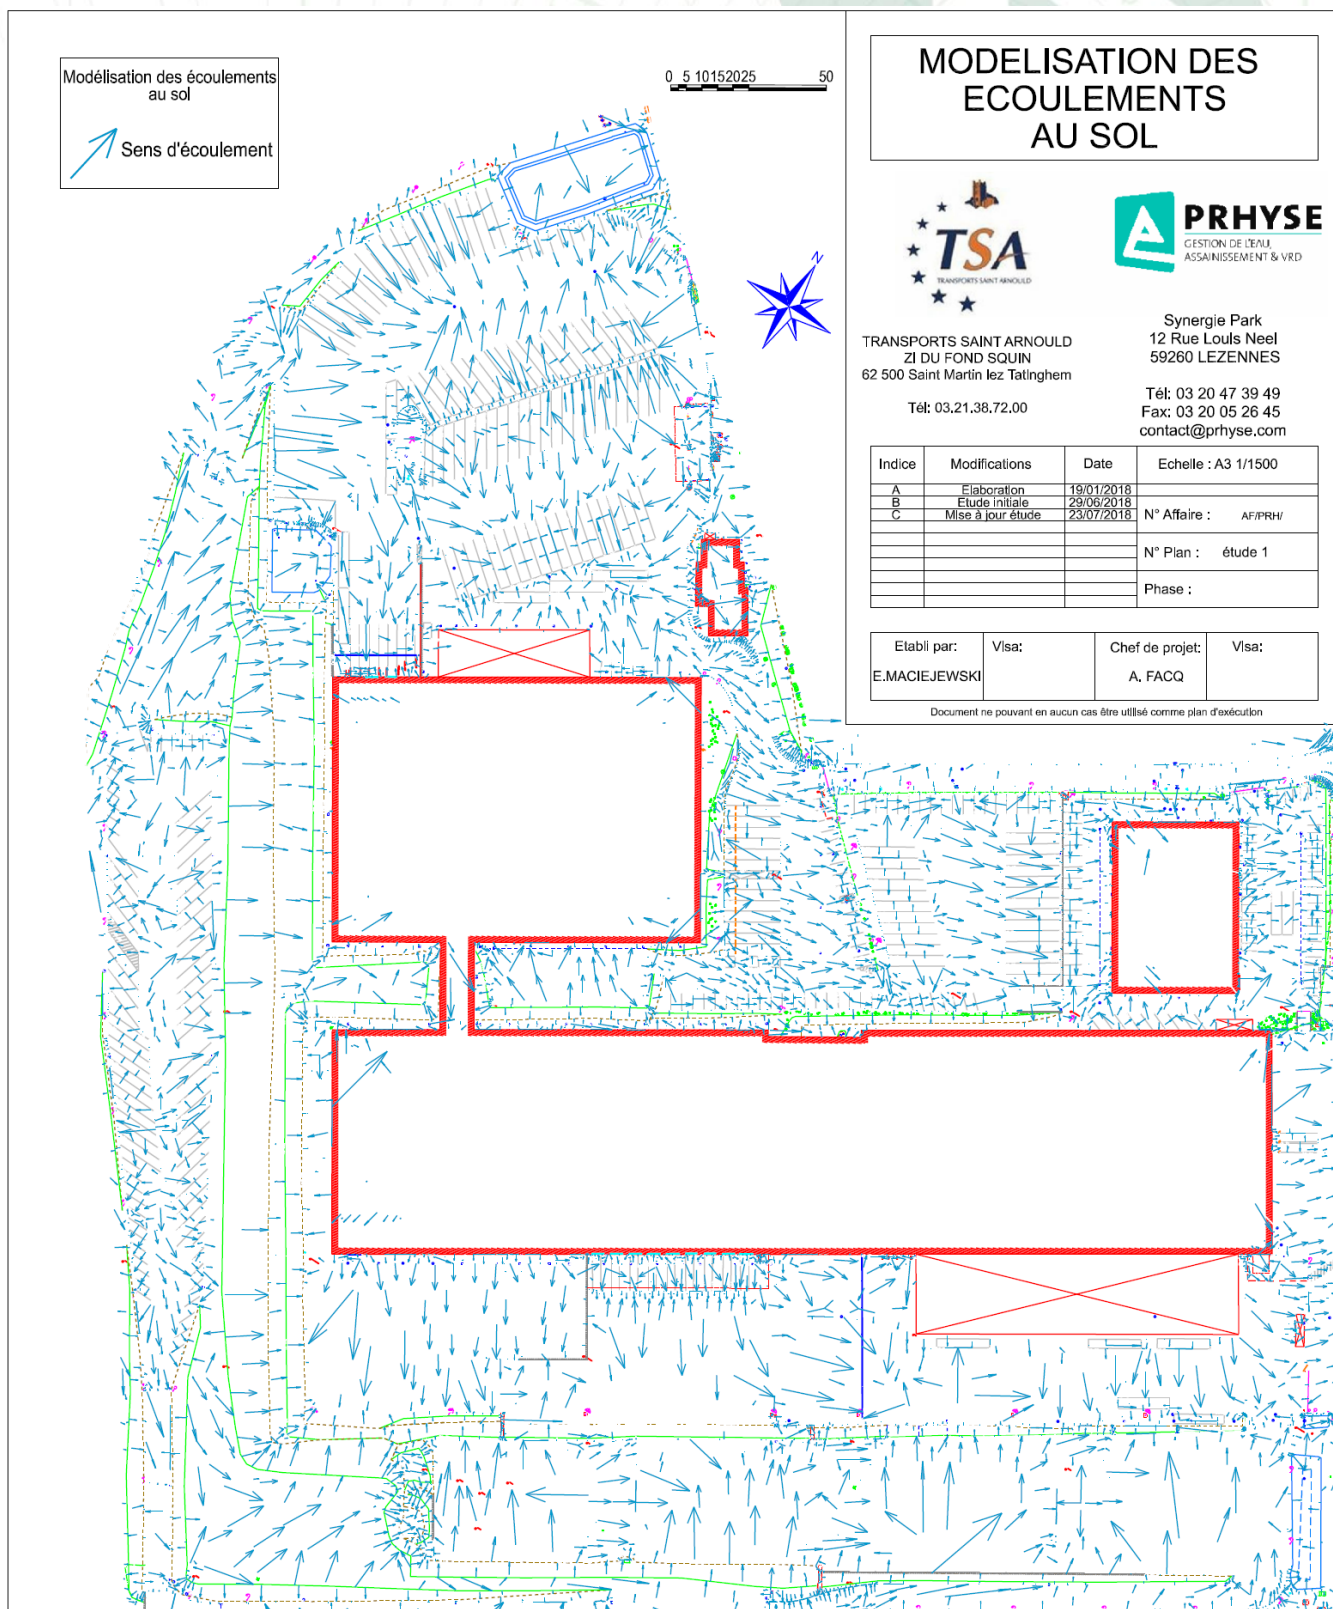 Modélisation des écoulements
au sol
Sens d'écoulement
0 5 10152025 50
MODELISATION DES
ECOULEMENTS
AU SOL
TSA
TRANSPORTS SAINT ARNOULD
PRHYSE
GESTION DE L'EAU,
ASSAINISSEMENT & VRD
N
TRANSPORTS SAINT ARNOULD
ZI DU FOND SQUIN
62 500 Saint Martin lez Tatinghem
Tél: 03.21.38.72.00
Synergie Park
12 Rue Louis Neel
59260 LEZENNES
Tél: 03 20 47 39 49
Fax: 03 20 05 26 45
contact@prhyse.com
Indice Modifications Date Echelle : A3 1/1500
A Elaboration 19/01/2018
B Etude initiale 29/06/2018
C Mise à jour étude 23/07/2018
N° Affaire : AF/PRH/
N° Plan : étude 1
Phase :
Etabli par: Visa: Chef de projet: Visa:
E.MACIEJEWSKI A. FACQ
Document ne pouvant en aucun cas être utilisé comme plan d'exécution